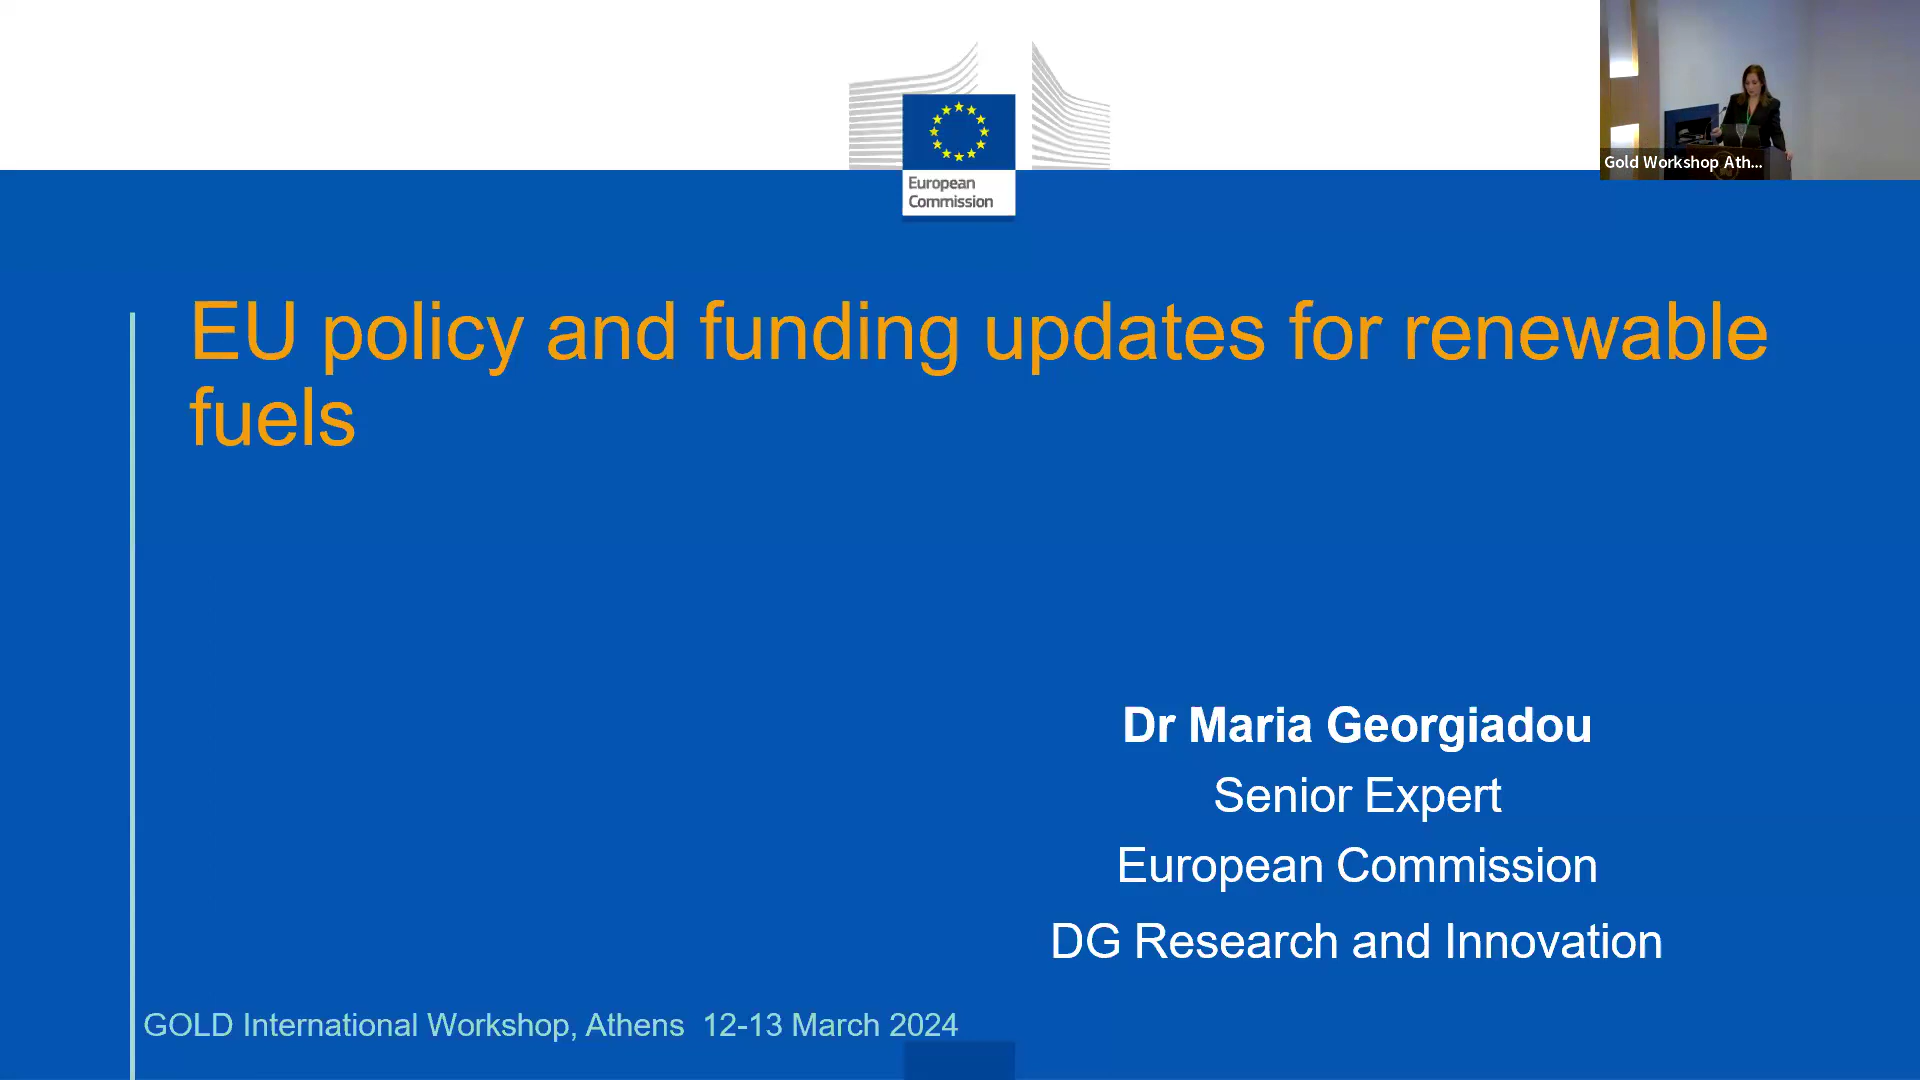 European
Commission
Gold Workshop Ath...
EU policy and funding updates for renewable
fuels
Dr Maria Georgiadou
Senior Expert
European Commission
DG Research and Innovation
GOLD International Workshop, Athens 12-13 March 2024